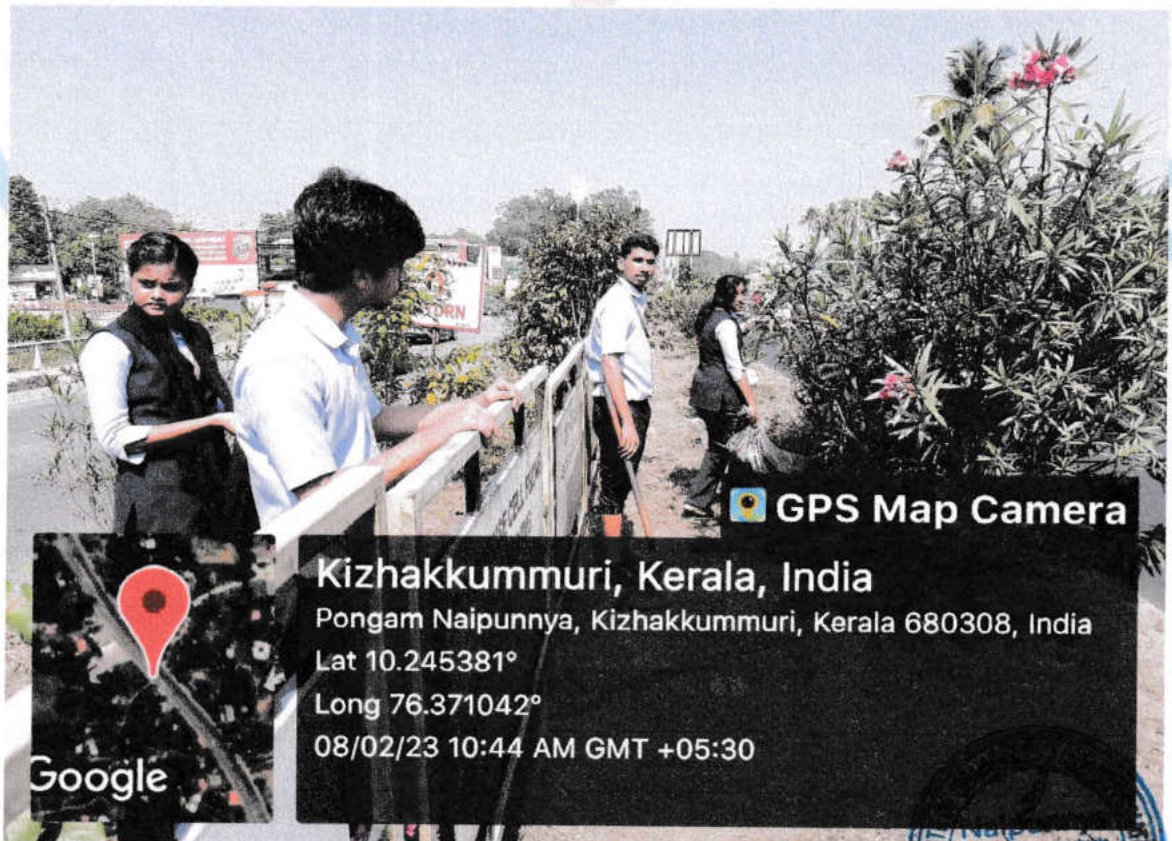 GPS Map Camera
Kizhakkummuri, Kerala, India
Pongam Naipunnya, Kizhakkummuri, Kerala 680308, India
Lat 10.245381°
Long 76.371042°
08/02/23 10:44 AM GMT +05:30
Google